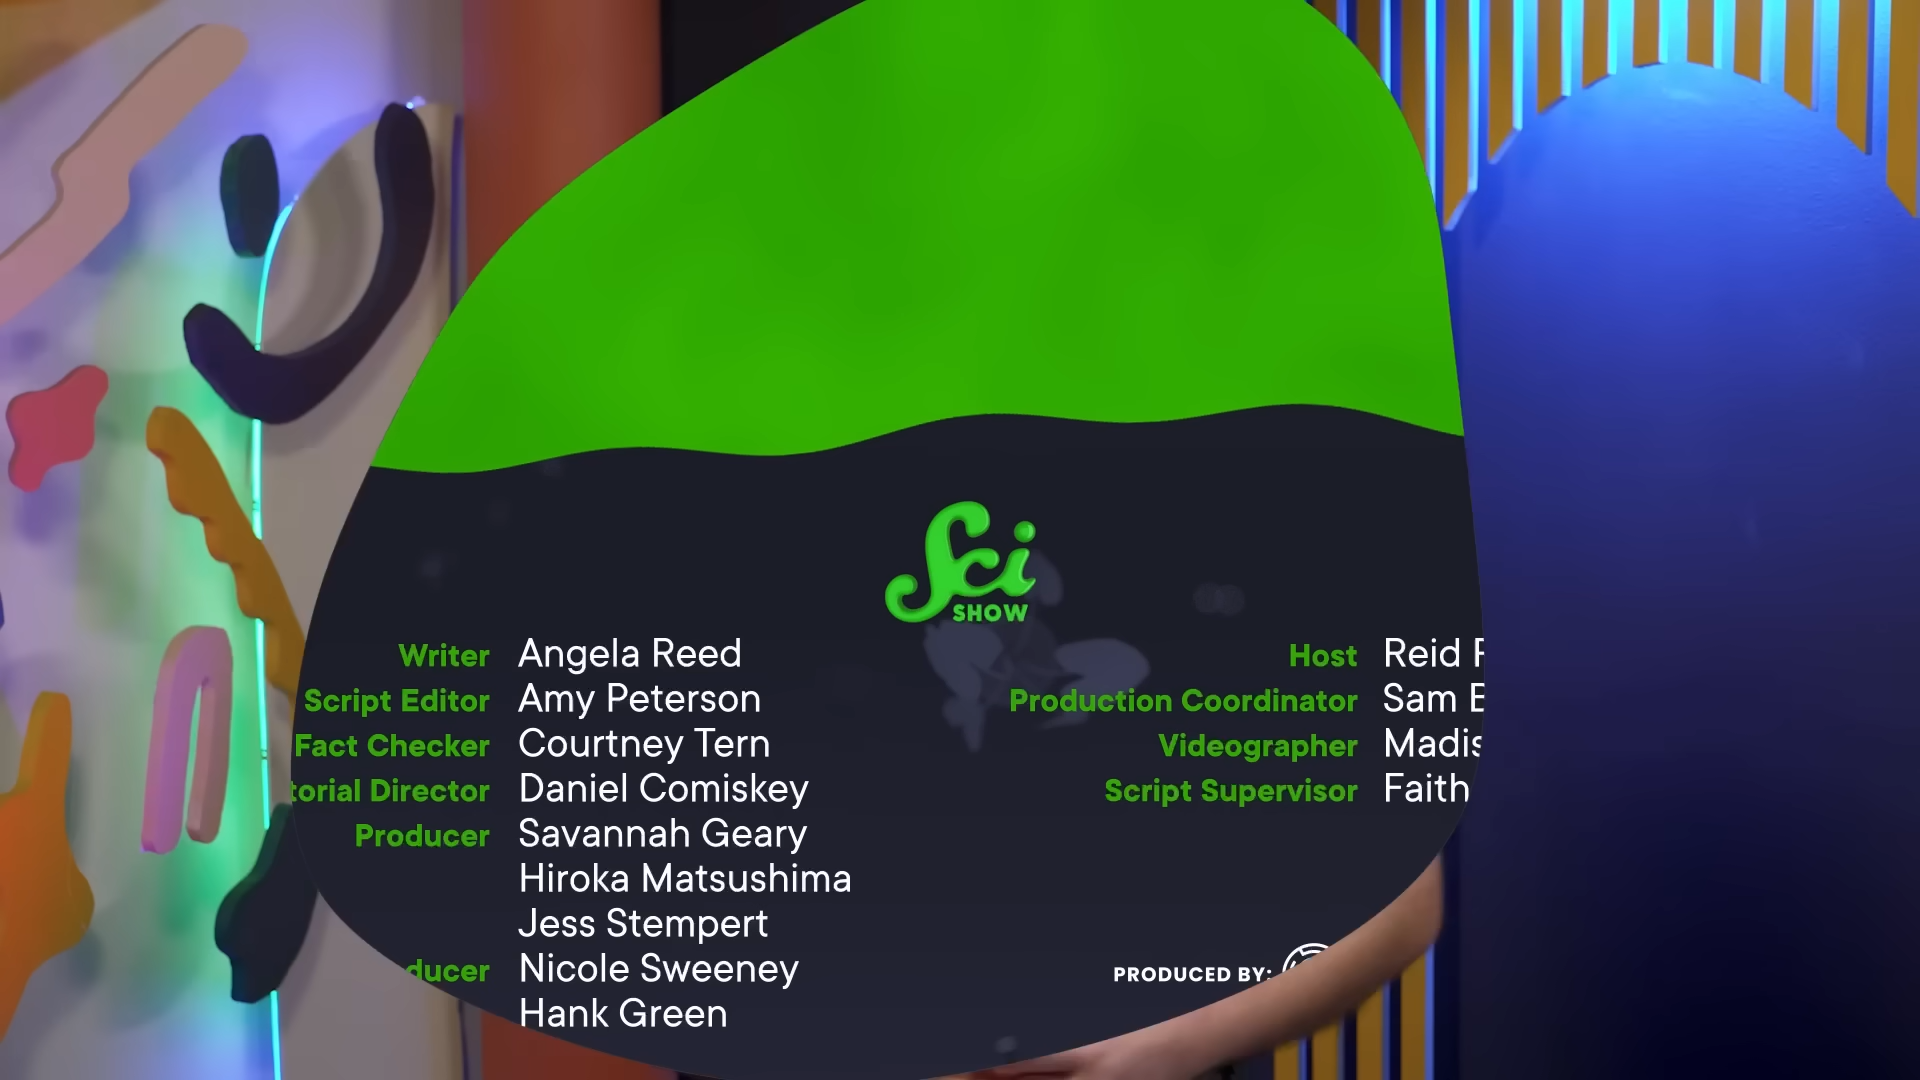 Sci
SHOW
Writer Angela Reed
Script Editor Amy Peterson
Fact Checker Courtney Tern
Director Daniel Comiskey
Producer Savannah Geary
Hiroka Matsushima
Jess Stempert
Nicole Sweeney
Hank Green
Host Reid
Production Coordinator Sam
Videographer
Script Supervisor Faith
PRODUCED BY: